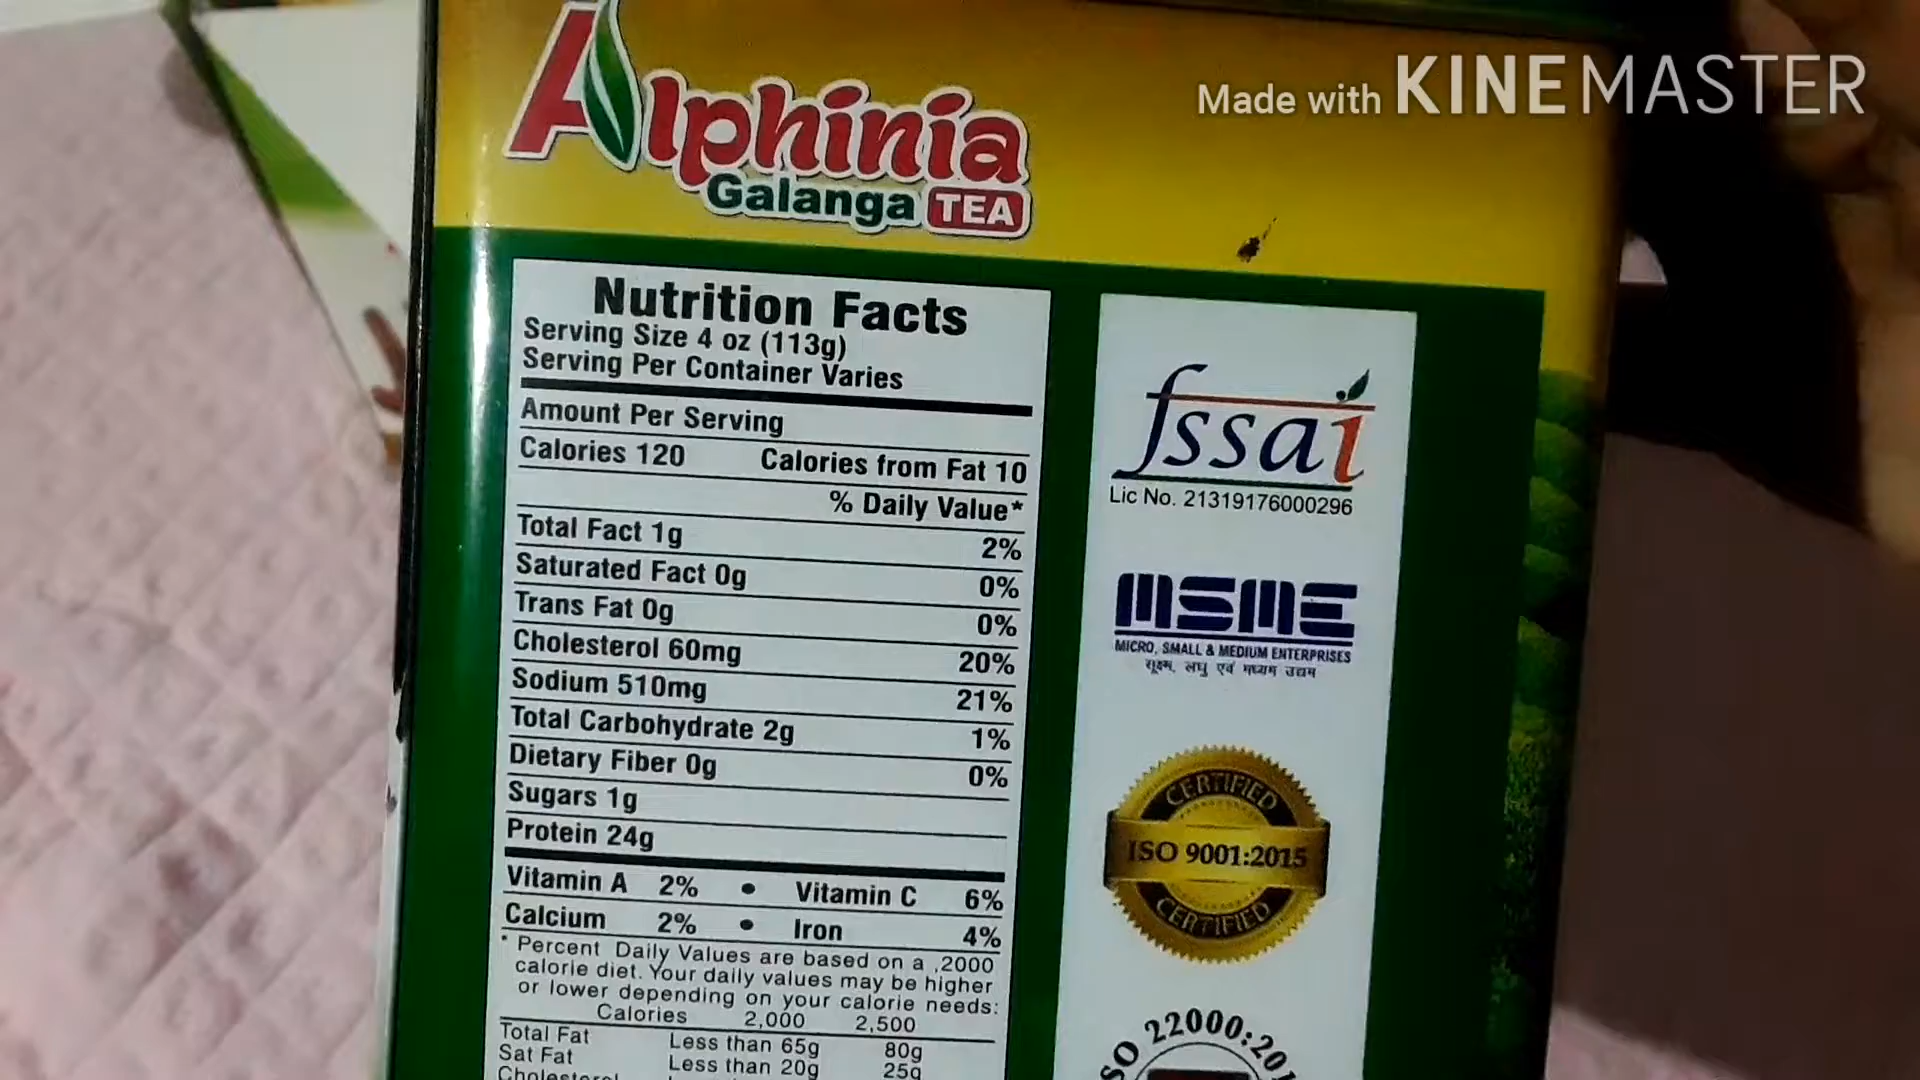 Made with KINEMASTER
Alphinia
Galanga TEA
Nutrition Facts
Serving Size 4 oz (113g)
Serving Per Container Varies
Amount Per Serving
Calories 120 Calories from Fat 10
% Daily Value*
Total Fact 1g 2%
Saturated Fact 0g 0%
Trans Fat 0g 0%
Cholesterol 60mg 20%
Sodium 510mg 21%
Total Carbohydrate 2g 1%
Dietary Fiber 0g 0%
Sugars 1g
Protein 24g
Vitamin A 2% • Vitamin C 6%
Calcium 2% • Iron 4%
* Percent Daily Values are based on a ,2000
calorie diet. Your daily values may be higher
or lower depending on your calorie needs:
Calories 2,000 2,500
Total Fat Less than 65g 80g
Sat Fat Less than 20g 25g
Cholesterol
fssai
Lic No. 21319176000296
MSME
MICRO, SMALL & MEDIUM ENTERPRISES
सूक्ष्म, लघु एवं मध्यम उद्यम
CERTIFIED
ISO 9001:2015
CERTIFIED
ISO 22000:201